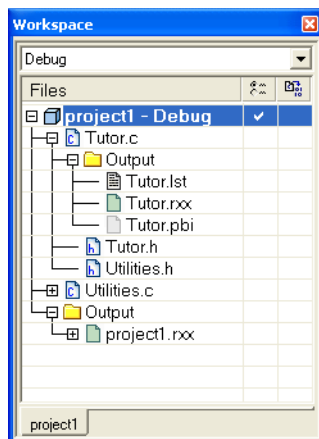 Workspace
Debug
Files
project1 - Debug
Tutor.c
Output
Tutor.lst
Tutor.rxx
Tutor.pbi
Tutor.h
Utilities.h
Utilities.c
Output
project1.rxx
project1